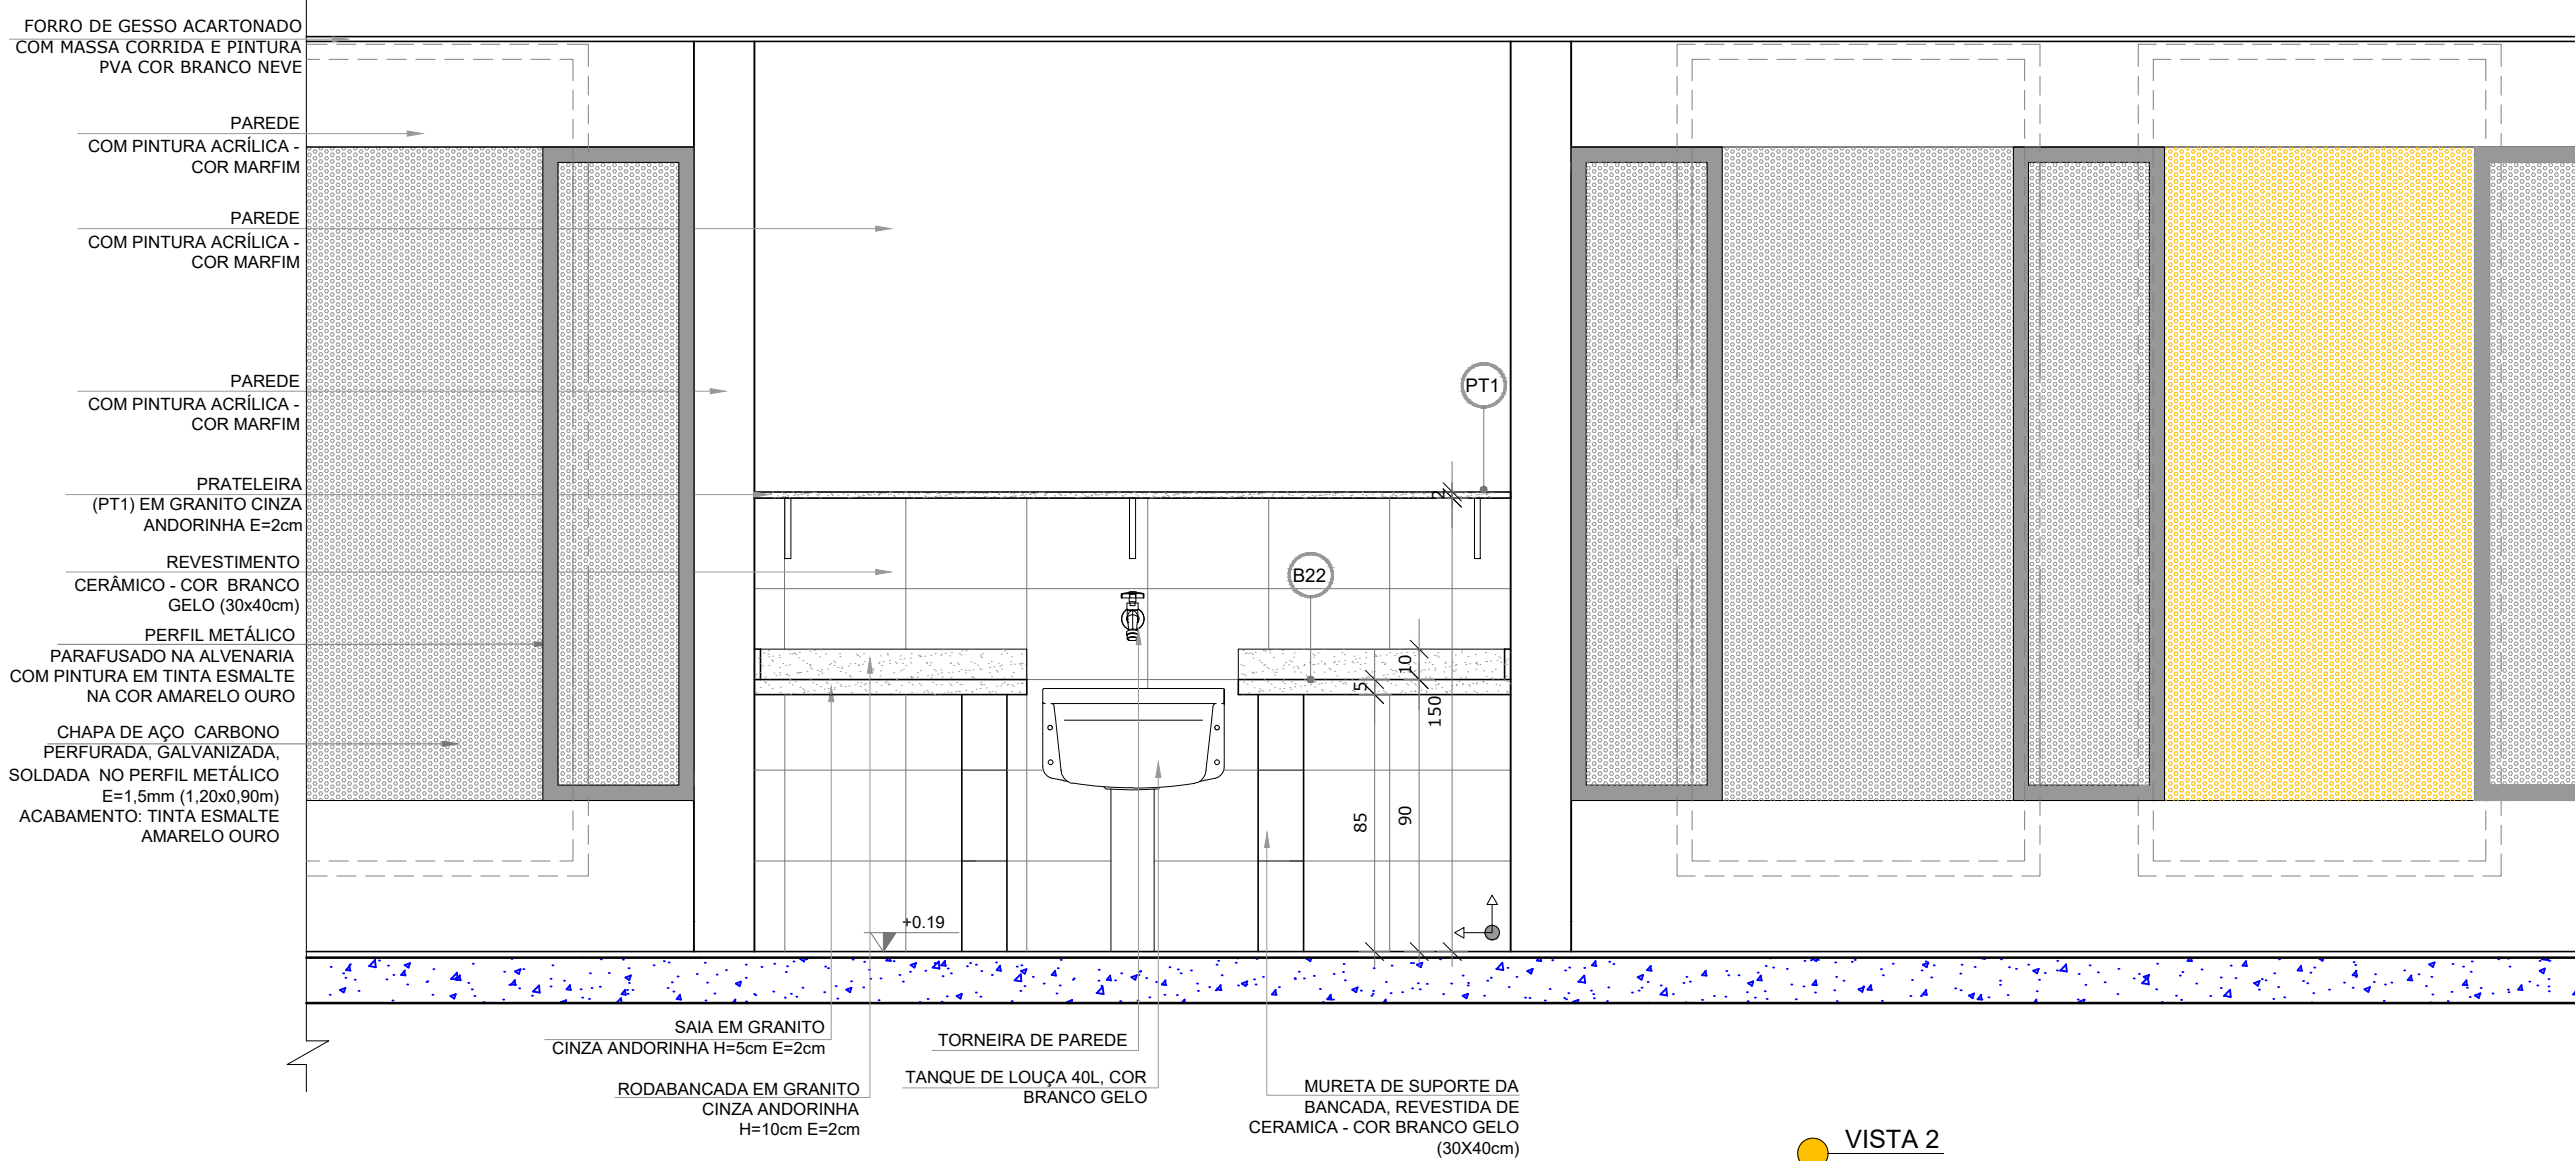 FORRO DE GESSO ACARTONADO
COM MASSA CORRIDA E PINTURA
PVA COR BRANCO NEVE
PAREDE
COM PINTURA ACRÍLICA -
COR MARFIM
PAREDE
COM PINTURA ACRÍLICA -
COR MARFIM
PAREDE
COM PINTURA ACRÍLICA -
COR MARFIM
PRATELEIRA
(PT1) EM GRANITO CINZA
ANDORINHA E=2cm
REVESTIMENTO
CERÂMICO - COR BRANCO
GELO (30x40cm)
PERFIL METÁLICO
PARAFUSADO NA ALVENARIA
COM PINTURA EM TINTA ESMALTE
NA COR AMARELO OURO
CHAPA DE AÇO CARBONO
PERFURADA, GALVANIZADA,
SOLDADA NO PERFIL METÁLICO
E=1,5mm (1,20x0,90m)
ACABAMENTO: TINTA ESMALTE
AMARELO OURO
PT1
2
B22
10
5
150
85
90
+0.19
SAIA EM GRANITO
CINZA ANDORINHA H=5cm E=2cm
RODABANCADA EM GRANITO
CINZA ANDORINHA
H=10cm E=2cm
TORNEIRA DE PAREDE
TANQUE DE LOUÇA 40L, COR
BRANCO GELO
MURETA DE SUPORTE DA
BANCADA, REVESTIDA DE
CERAMICA - COR BRANCO GELO
(30X40cm)
VISTA 2